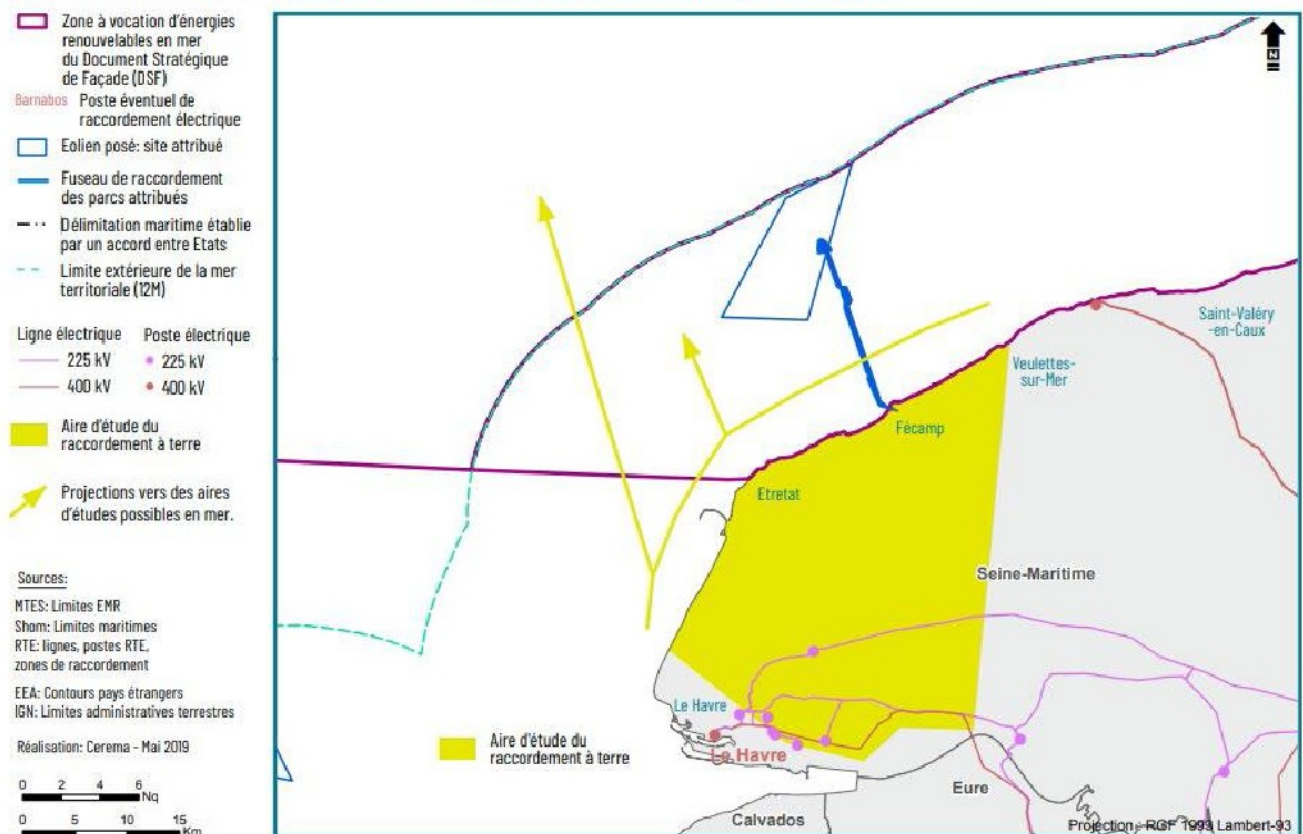 Zone à vocation d'énergies
renouvelables en mer
du Document Stratégique
de Façade (DSF)
Barnabos Poste éventuel de
raccordement électrique
Eolien posé: site attribué
Fuseau de raccordement
des parcs attribués
Délimitation maritime établie
par un accord entre Etats
Limite extérieure de la mer
territoriale (12M)
Ligne électrique Poste électrique
225 kV 225 kV
400 kV 400 kV
Aire d'étude du
raccordement à terre
Projections vers des aires
d'études possibles en mer.
Sources:
MTES: Limites EMR
Shom: Limites maritimes
RTE: lignes, postes RTE,
zones de raccordement
EEA: Contours pays étrangers
IGN: Limites administratives terrestres
Réalisation: Cerema - Mai 2019
0 2 4 6
Nq
0 5 10 15
Km
N
Saint-Valéry
-en-Caux
Veulettes-
sur-Mer
Fécamp
Etretat
Seine-Maritime
Le Havre
Le Havre
Aire d'étude du
raccordement à terre
Eure
Calvados
Projection : RGF 1993 Lambert-93